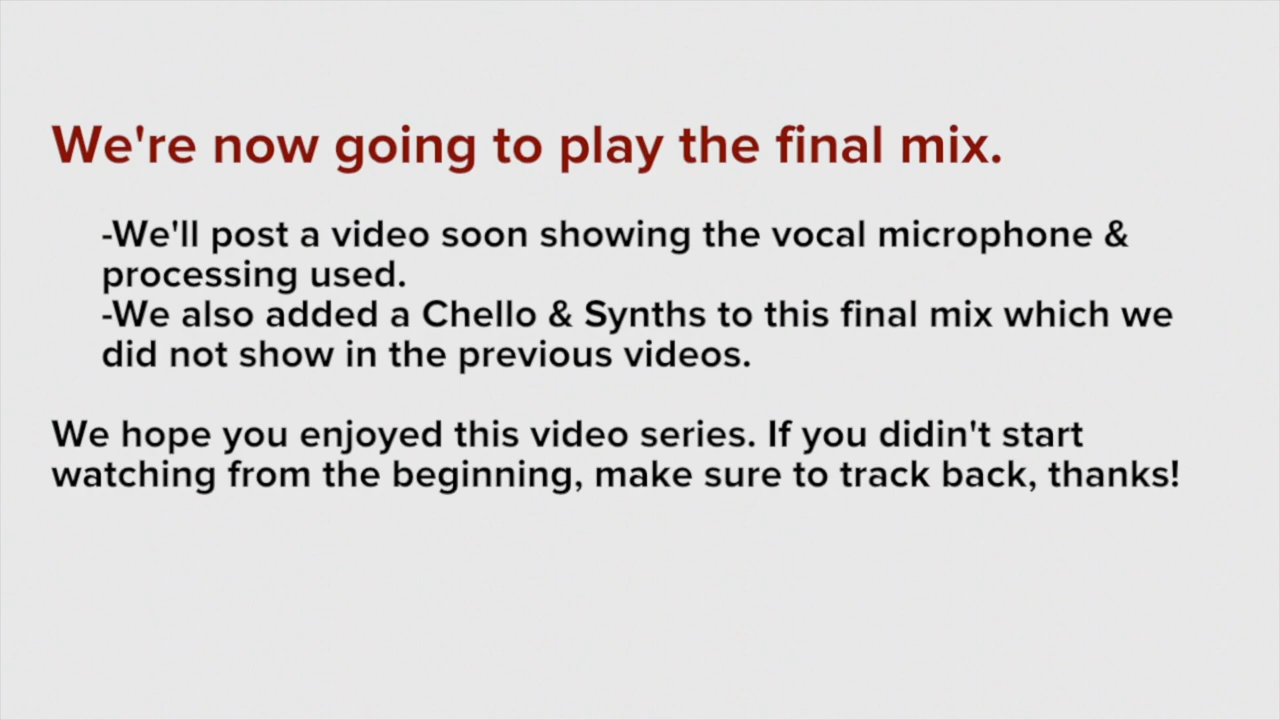 We're now going to play the final mix.
-We'll post a video soon showing the vocal microphone &
processing used.
-We also added a Chello & Synths to this final mix which we
did not show in the previous videos.
We hope you enjoyed this video series. If you didin't start
watching from the beginning, make sure to track back, thanks!